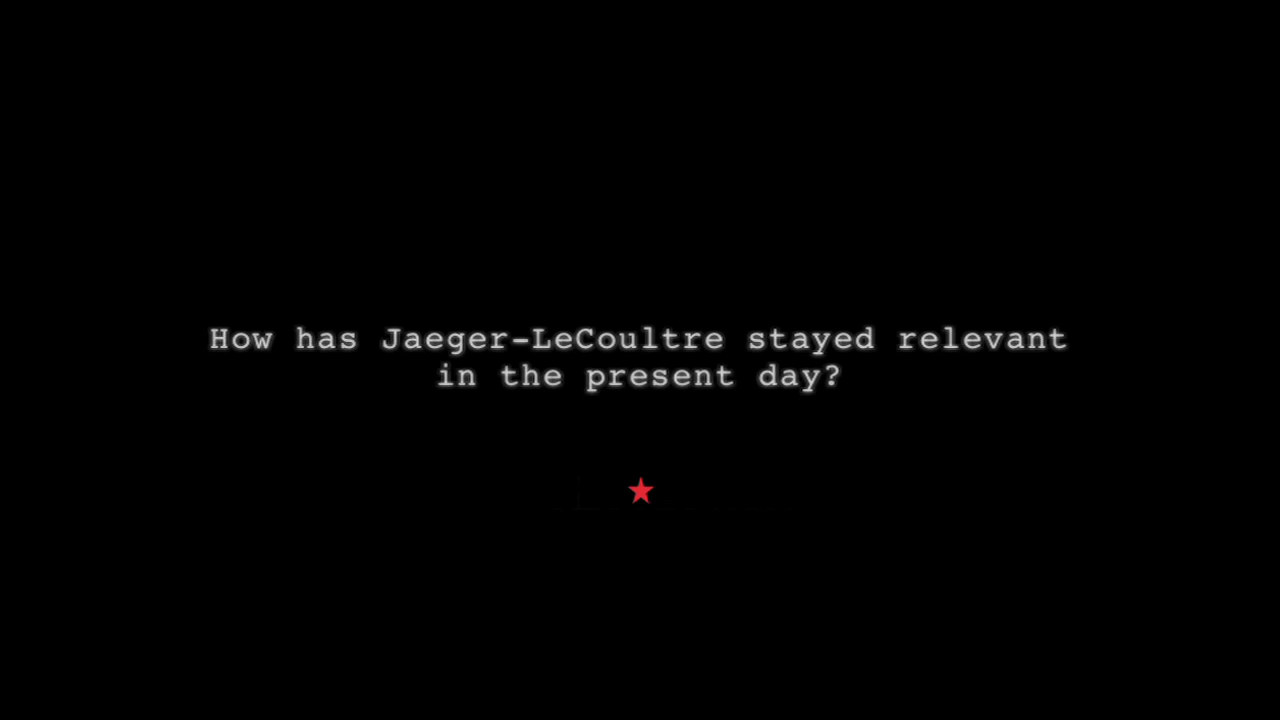 How has Jaeger-LeCoultre stayed relevant
in the present day?